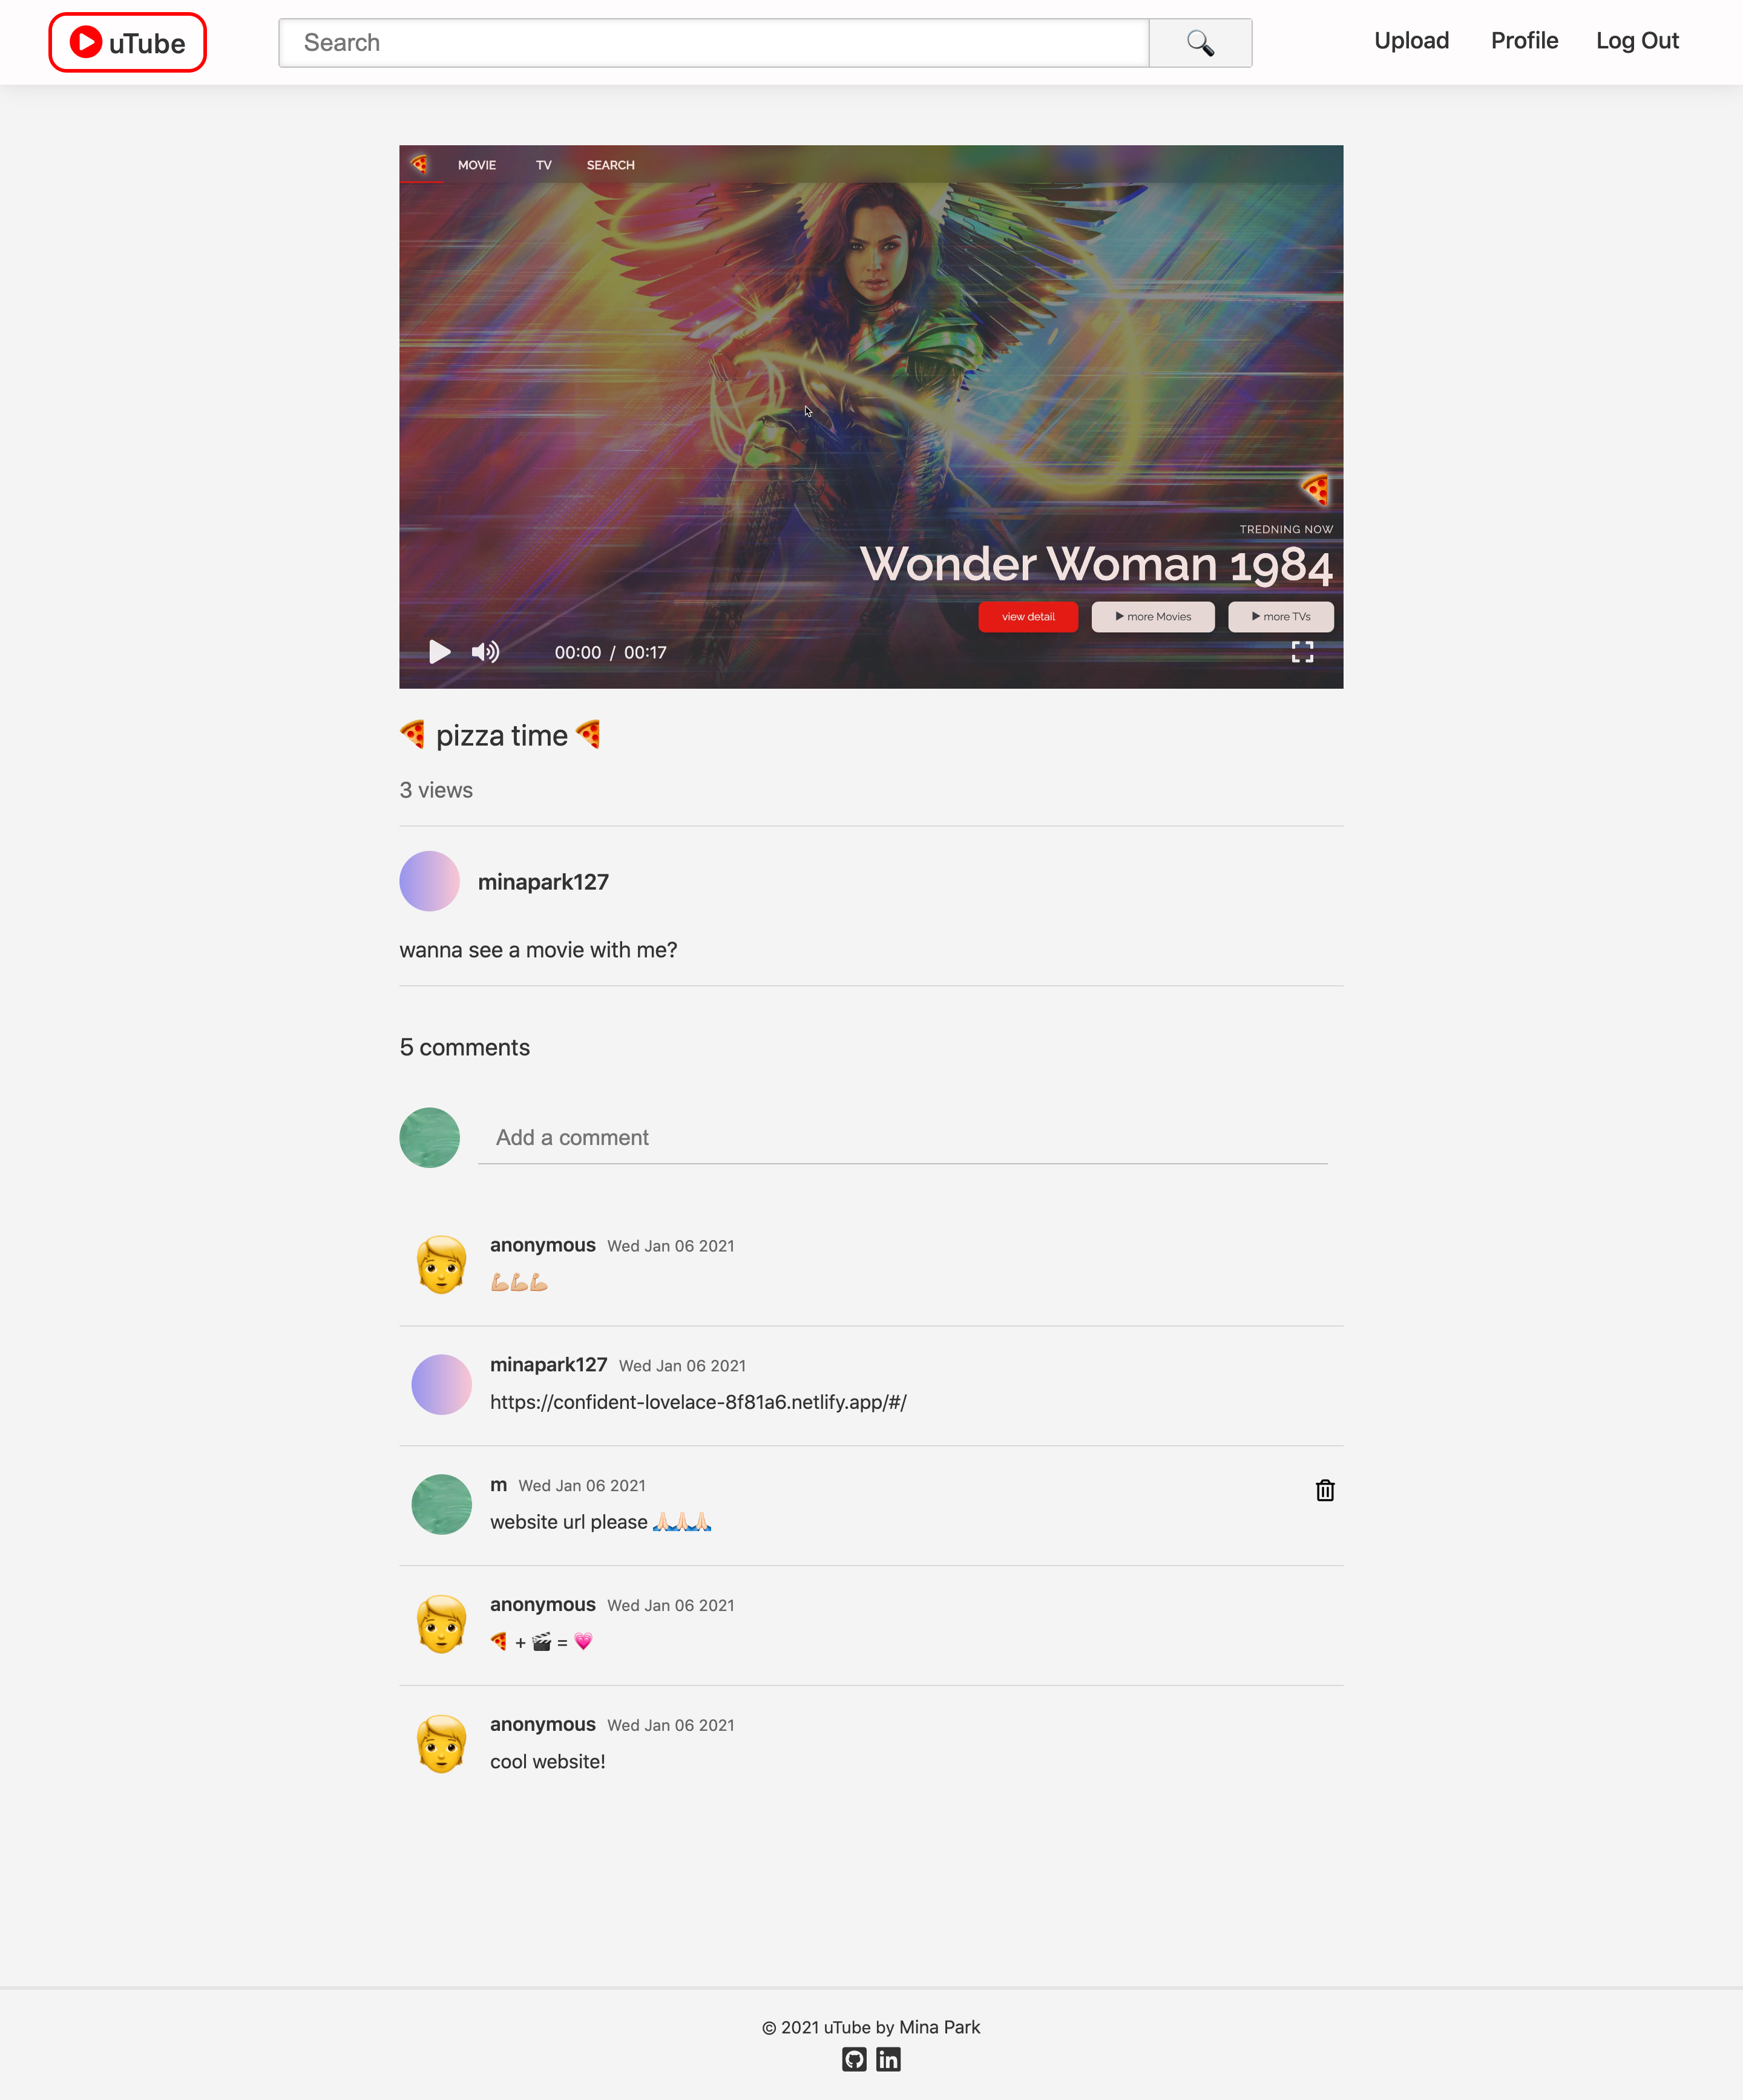 uTube
Search
Upload Profile Log Out
MOVIE TV SEARCH
TREDNING NOW
Wonder Woman 1984
view detail ▶ more Movies ▶ more TVs
00:00 / 00:17
🍕 pizza time 🍕
3 views
minapark127
wanna see a movie with me?
5 comments
Add a comment
anonymous Wed Jan 06 2021
💪🏼💪🏼💪🏼
minapark127 Wed Jan 06 2021
https://confident-lovelace-8f81a6.netlify.app/#/
m Wed Jan 06 2021
website url please 🙏🏻🙏🏻🙏🏻
anonymous Wed Jan 06 2021
🍕 + 🎬 = 💗
anonymous Wed Jan 06 2021
cool website!
© 2021 uTube by Mina Park